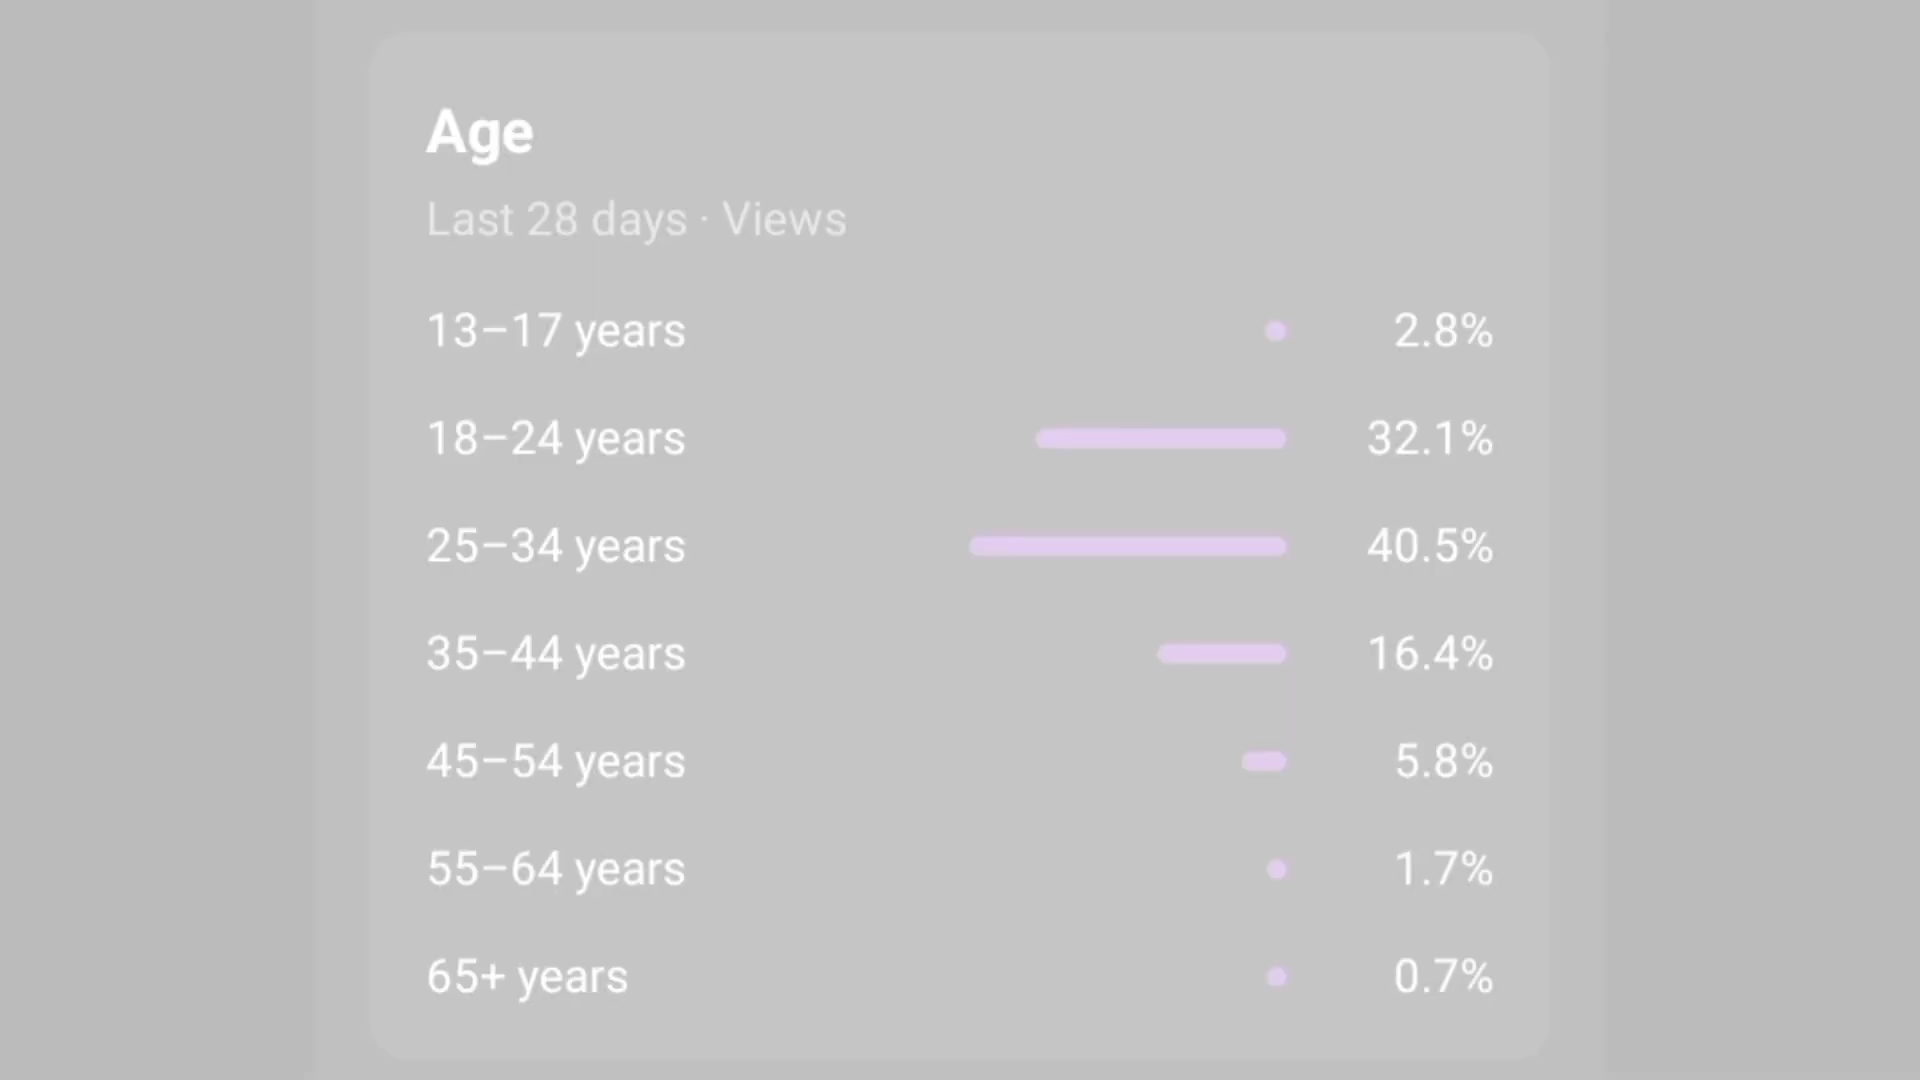 Age
Last 28 days · Views
13–17 years 2.8%
18–24 years 32.1%
25–34 years 40.5%
35–44 years 16.4%
45–54 years 5.8%
55–64 years 1.7%
65+ years 0.7%